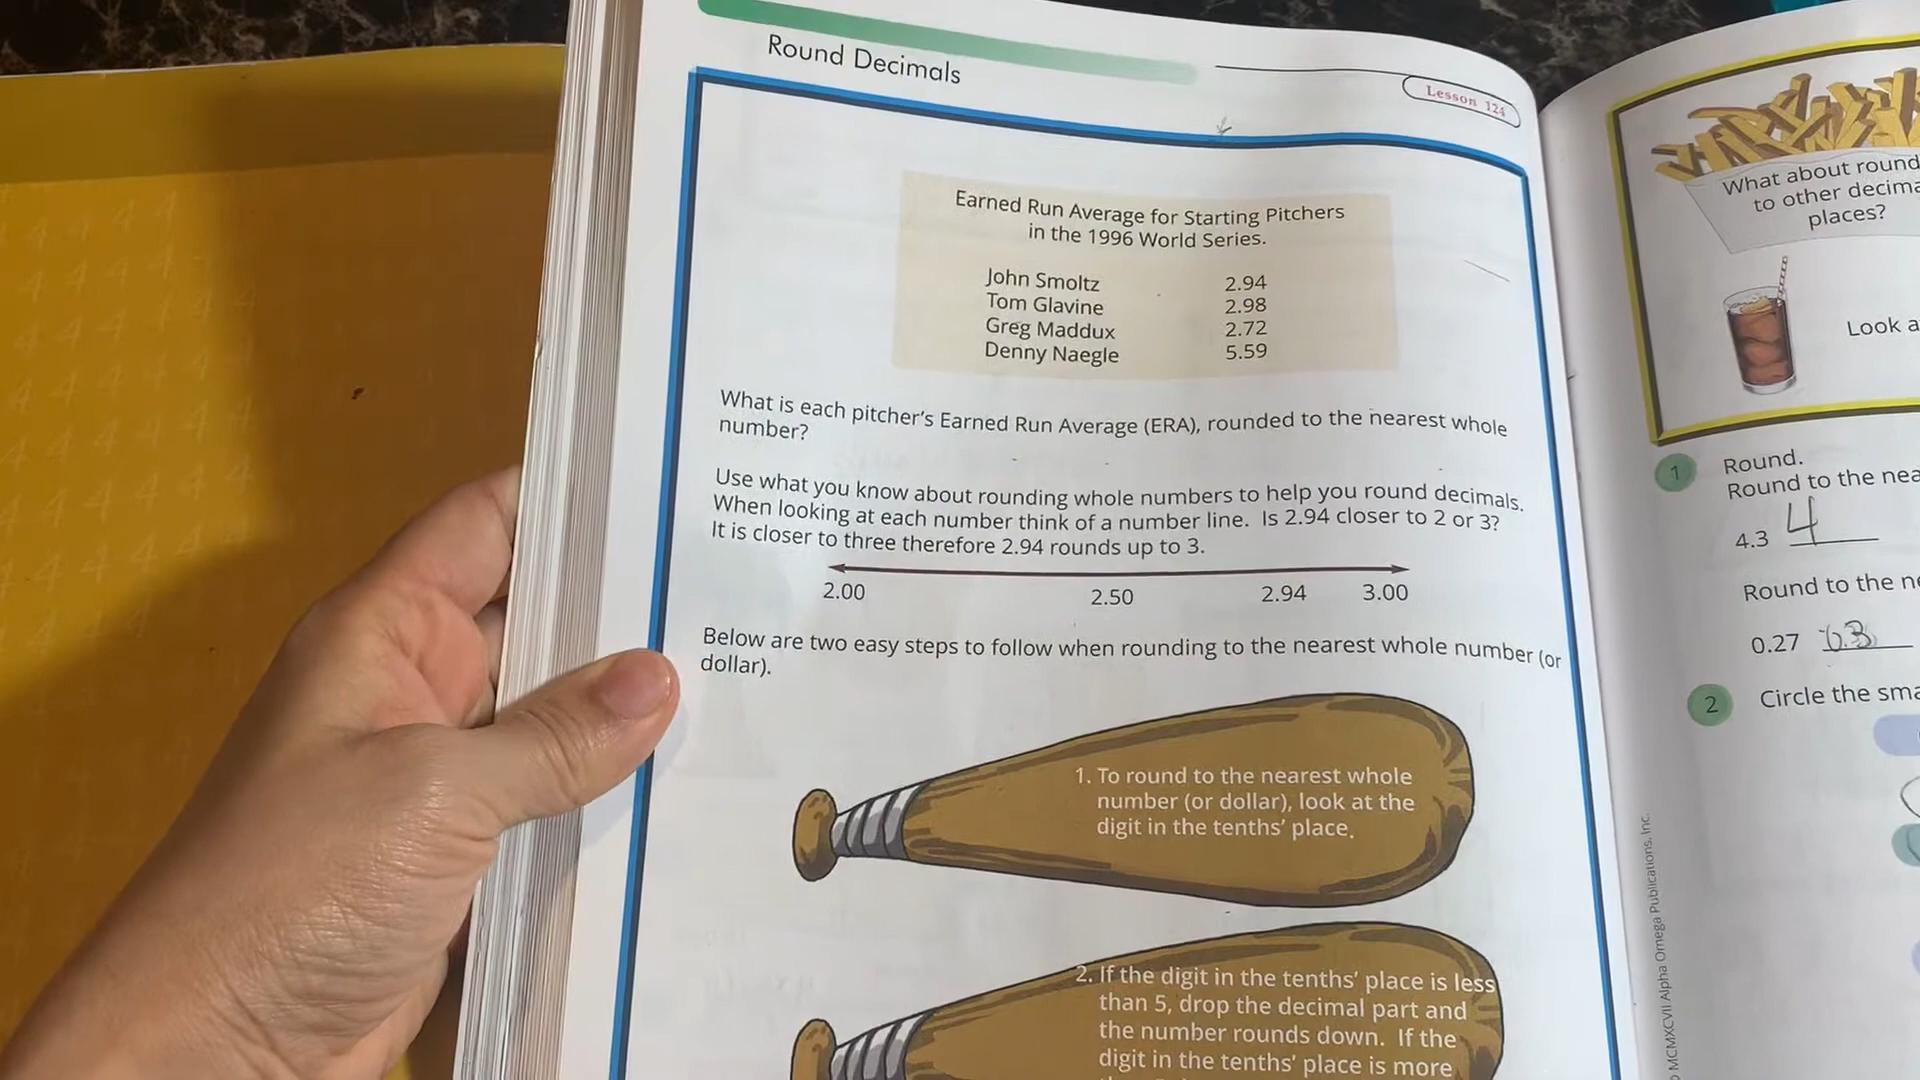 Round Decimals
Lesson 124
Earned Run Average for Starting Pitchers
in the 1996 World Series.
John Smoltz 2.94
Tom Glavine 2.98
Greg Maddux 2.72
Denny Naegle 5.59
What is each pitcher's Earned Run Average (ERA), rounded to the nearest whole
number?
Use what you know about rounding whole numbers to help you round decimals.
When looking at each number think of a number line. Is 2.94 closer to 2 or 3?
It is closer to three therefore 2.94 rounds up to 3.
2.00 2.50 2.94 3.00
Below are two easy steps to follow when rounding to the nearest whole number (or
dollar).
1. To round to the nearest whole
number (or dollar), look at the
digit in the tenths' place.
2. If the digit in the tenths' place is less
than 5, drop the decimal part and
the number rounds down. If the
digit in the tenths' place is more
What about round
to other decima
places?
Look a
1 Round.
Round to the nea
4.3 4
Round to the ne
0.27 0.3
2 Circle the sma
MCMXCVII Alpha Omega Publications, Inc.